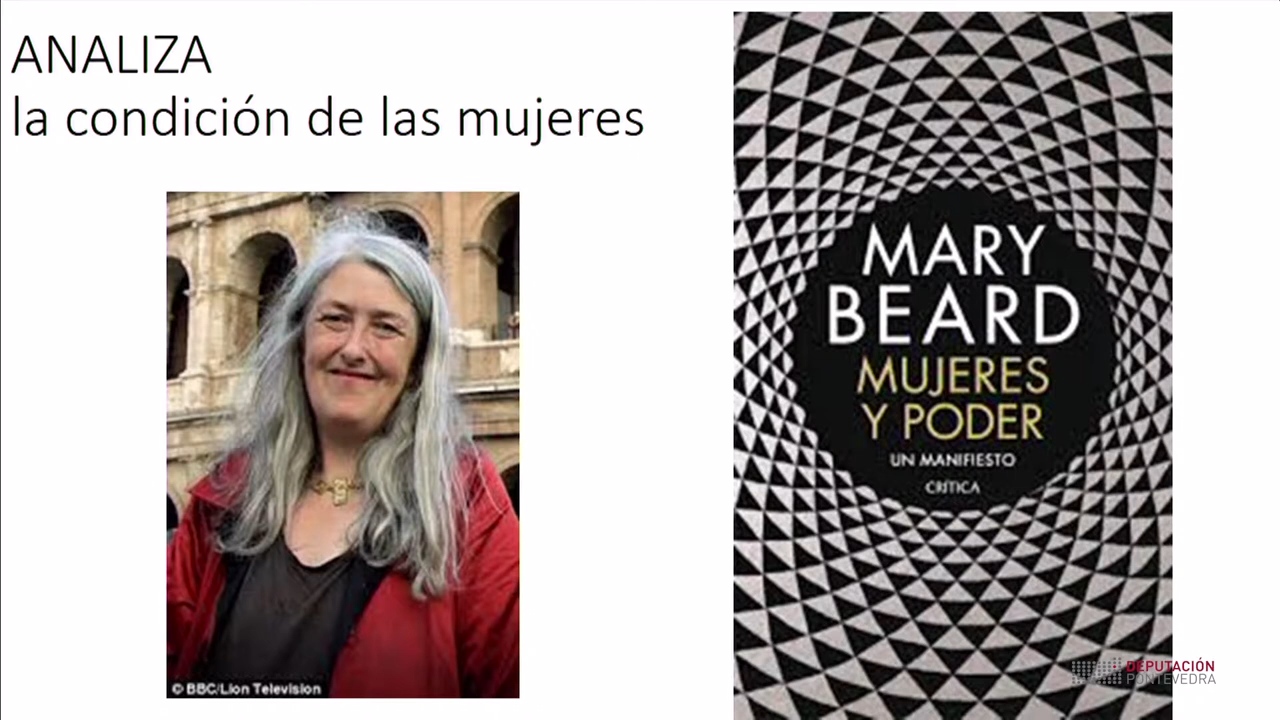 ANALIZA
la condición de las mujeres
© BBC/Lion Television
MARY
BEARD
MUJERES
Y PODER
UN MANIFIESTO
CRÍTICA
DEPUTACIÓN
PONTEVEDRA